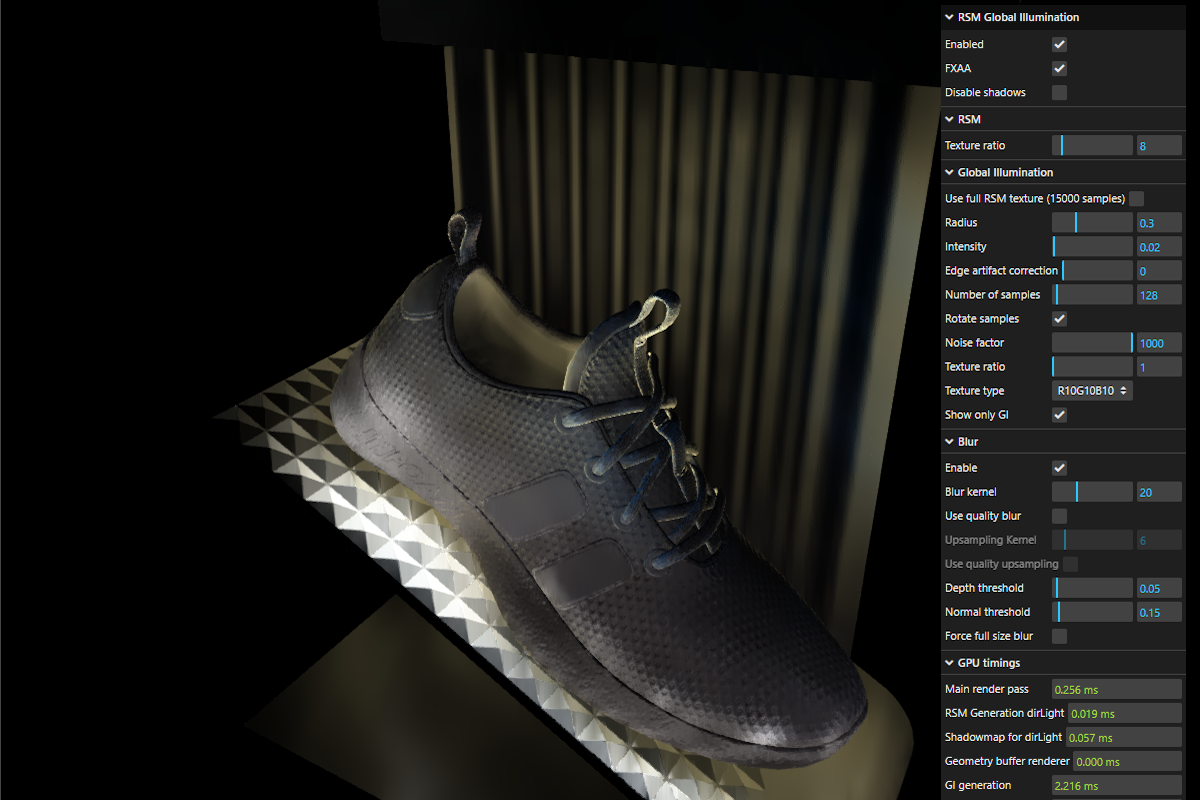 RSM Global Illumination
Enabled
FXAA
Disable shadows
RSM
Texture ratio 8
Global Illumination
Use full RSM texture (15000 samples)
Radius 0.3
Intensity 0.02
Edge artifact correction 0
Number of samples 128
Rotate samples
Noise factor 1000
Texture ratio 1
Texture type R10G10B10
Show only GI
Blur
Enable
Blur kernel 20
Use quality blur
Upsampling Kernel 6
Use quality upsampling
Depth threshold 0.05
Normal threshold 0.15
Force full size blur
GPU timings
Main render pass 0.256 ms
RSM Generation dirLight 0.019 ms
Shadowmap for dirLight 0.057 ms
Geometry buffer renderer 0.000 ms
GI generation 2.216 ms